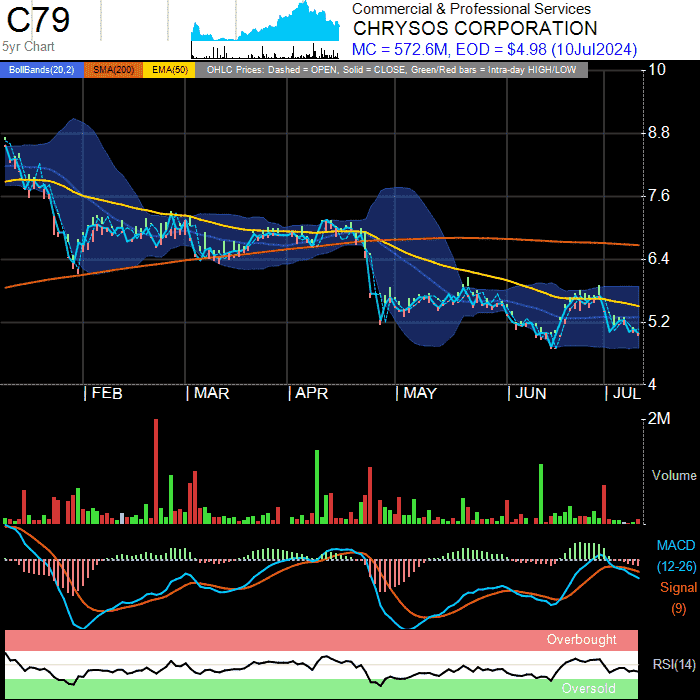 C79
5yr Chart
Commercial & Professional Services
CHRYSOS CORPORATION
MC = 572.6M, EOD = $4.98 (10Jul2024)
BollBands(20,2) SMA(200) EMA(50) OHLC Prices: Dashed = OPEN, Solid = CLOSE, Green/Red bars = Intra-day HIGH/LOW
10
8.8
7.6
6.4
5.2
4
| FEB | MAR | APR | MAY | JUN | JUL
2M
Volume
MACD
(12-26)
Signal
(9)
Overbought
RSI(14)
Oversold